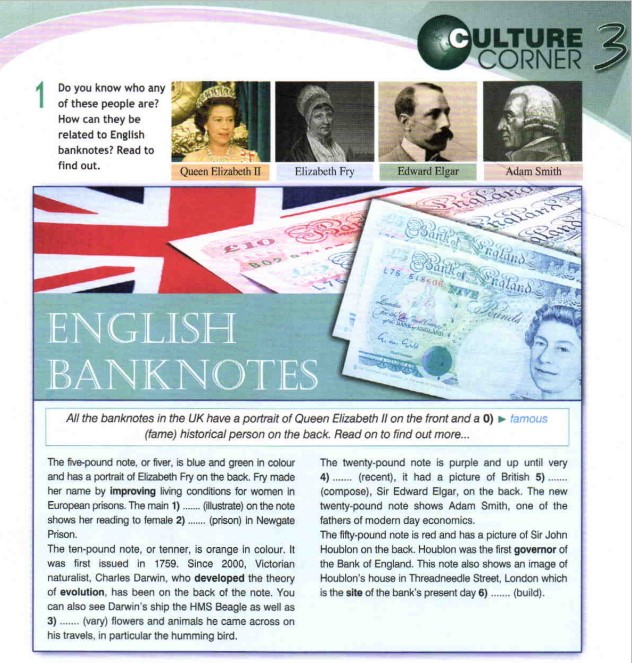 CULTURE
CORNER 3
1 Do you know who any
of these people are?
How can they be
related to English
banknotes? Read to
find out.
Queen Elizabeth II
Elizabeth Fry
Edward Elgar
Adam Smith
£10
Bank of England
£5
Bank of England
L76 518606
FIVE
Pounds
ENGLISH
BANKNOTES
All the banknotes in the UK have a portrait of Queen Elizabeth II on the front and a 0) ► famous
(fame) historical person on the back. Read on to find out more...
The five-pound note, or fiver, is blue and green in colour
and has a portrait of Elizabeth Fry on the back. Fry made
her name by improving living conditions for women in
European prisons. The main 1) ....... (illustrate) on the note
shows her reading to female 2) ....... (prison) in Newgate
Prison.
The ten-pound note, or tenner, is orange in colour. It
was first issued in 1759. Since 2000, Victorian
naturalist, Charles Darwin, who developed the theory
of evolution, has been on the back of the note. You
can also see Darwin's ship the HMS Beagle as well as
3) ....... (vary) flowers and animals he came across on
his travels, in particular the humming bird.
The twenty-pound note is purple and up until very
4) ....... (recent), it had a picture of British 5) .......
(compose), Sir Edward Elgar, on the back. The new
twenty-pound note shows Adam Smith, one of the
fathers of modern day economics.
The fifty-pound note is red and has a picture of Sir John
Houblon on the back. Houblon was the first governor of
the Bank of England. This note also shows an image of
Houblon's house in Threadneedle Street, London which
is the site of the bank's present day 6) ....... (build).